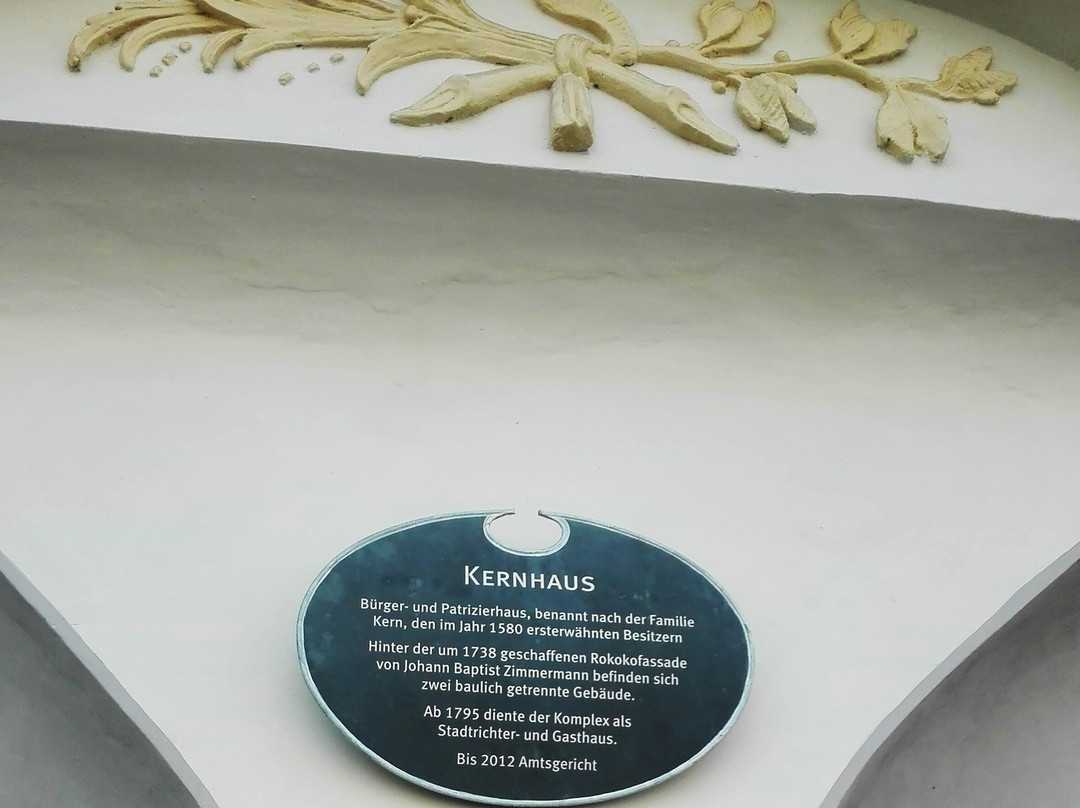 KERNHAUS
Bürger- und Patrizierhaus, benannt nach der Familie
Kern, den im Jahr 1580 ersterwähnten Besitzern
Hinter der um 1738 geschaffenen Rokokofassade
von Johann Baptist Zimmermann befinden sich
zwei baulich getrennte Gebäude.
Ab 1795 diente der Komplex als
Stadtrichter- und Gasthaus.
Bis 2012 Amtsgericht